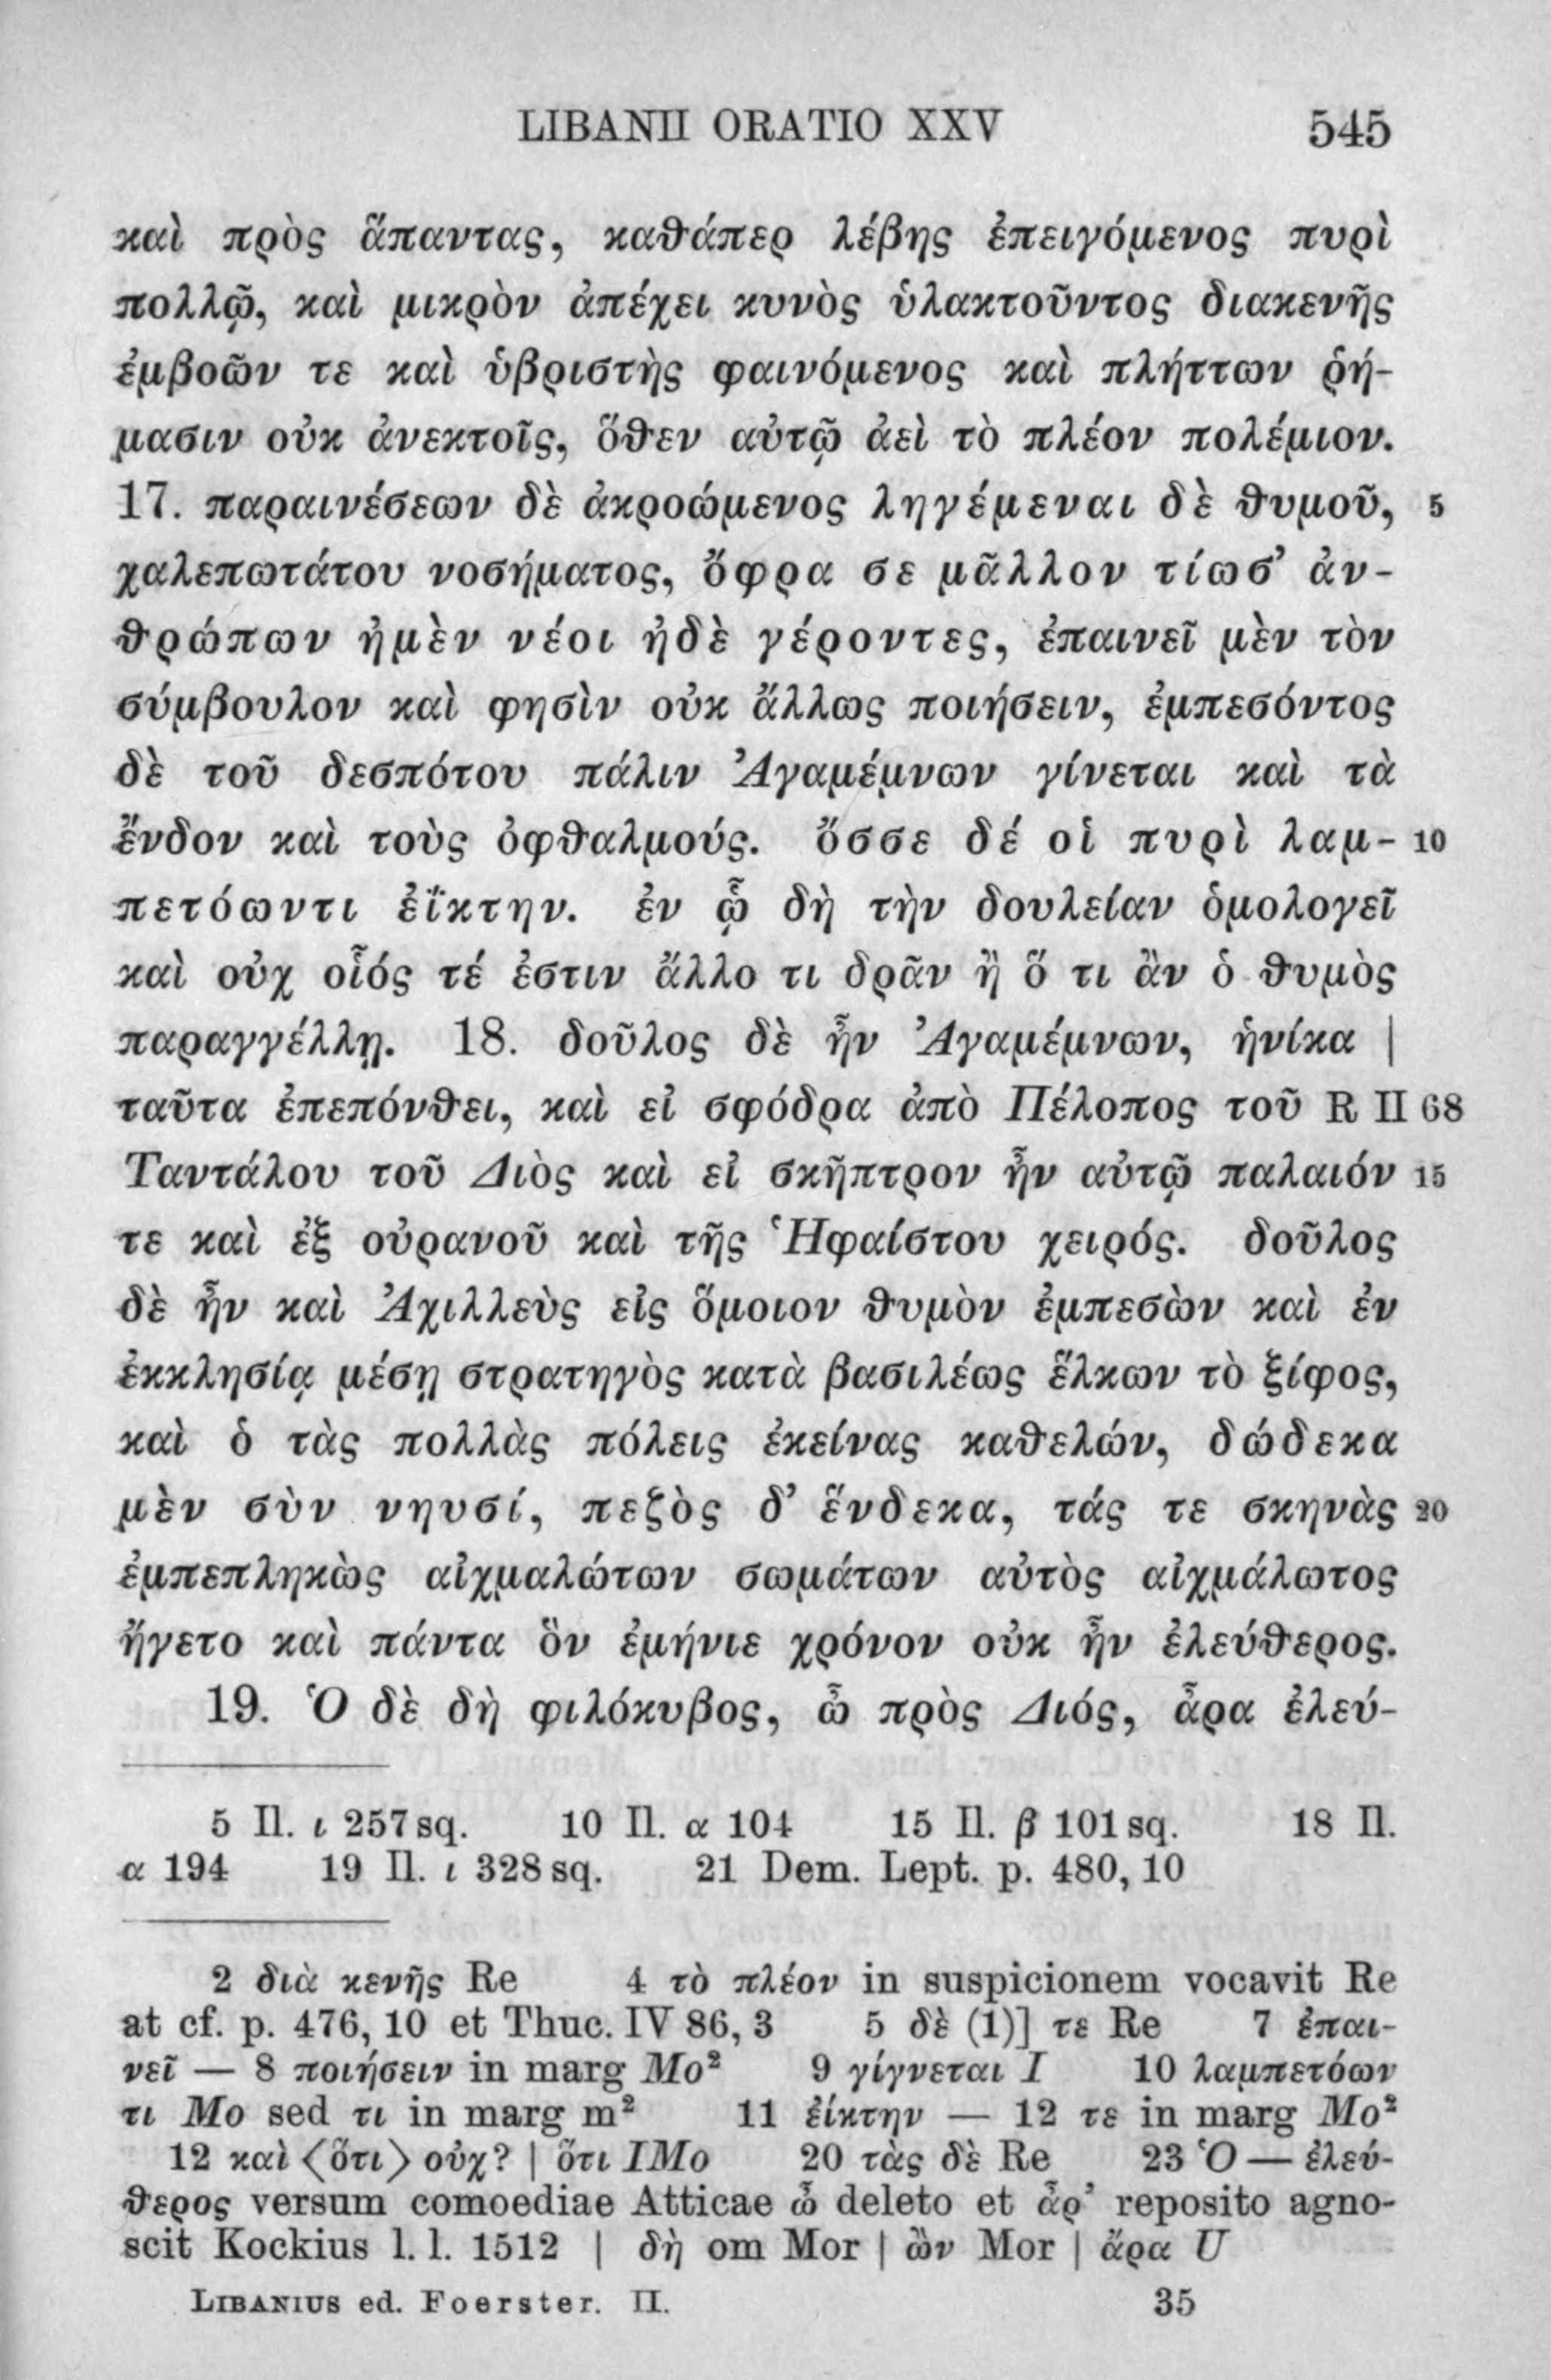 LIBANII ORATIO XXV 545
καὶ πρὸς ἅπαντας, καθάπερ λέβης ἐπειγόμενος πυρὶ
πολλῷ, καὶ μικρὸν ἀπέχει κυνὸς ὑλακτοῦντος διακενῆς
ἐμβοῶν τε καὶ ὑβριστὴς φαινόμενος καὶ πλήττων ῥή-
μασιν οὐκ ἀνεκτοῖς, ὅθεν αὐτῷ ἀεὶ τὸ πλέον πολέμιον.
17. παραινέσεων δὲ ἀκροώμενος ληγέμεναι δὲ θυμοῦ, 5
χαλεπωτάτου νοσήματος, ὄφρα σε μᾶλλον τίωσ’ ἀν-
θρώπων ἠμὲν νέοι ἠδὲ γέροντες, ἐπαινεῖ μὲν τὸν
σύμβουλον καὶ φησὶν οὐκ ἄλλως ποιήσειν, ἐμπεσόντος
δὲ τοῦ δεσπότου πάλιν Ἀγαμέμνων γίνεται καὶ τὰ
ἔνδον καὶ τοὺς ὀφθαλμούς. ὄσσε δέ οἱ πυρὶ λαμ- 10
πετόωντι ἐΐκτην. ἐν ᾧ δὴ τὴν δουλείαν ὁμολογεῖ
καὶ οὐχ οἷός τέ ἐστιν ἄλλο τι δρᾶν ἢ ὅ τι ἂν ὁ θυμὸς
παραγγέλλῃ. 18. δοῦλος δὲ ἦν Ἀγαμέμνων, ἡνίκα |
ταῦτα ἐπεπόνθει, καὶ εἰ σφόδρα ἀπὸ Πέλοπος τοῦ R II 68
Ταντάλου τοῦ Διὸς καὶ εἰ σκῆπτρον ἦν αὐτῷ παλαιόν 15
τε καὶ ἐξ οὐρανοῦ καὶ τῆς Ἡφαίστου χειρός. δοῦλος
δὲ ἦν καὶ Ἀχιλλεὺς εἰς ὅμοιον θυμὸν ἐμπεσὼν καὶ ἐν
ἐκκλησίᾳ μέσῃ στρατηγὸς κατὰ βασιλέως ἕλκων τὸ ξίφος,
καὶ ὁ τὰς πολλὰς πόλεις ἐκείνας καθελών, δώδεκα
μὲν σὺν νηυσί, πεζὸς δ’ ἕνδεκα, τάς τε σκηνὰς 20
ἐμπεπληκὼς αἰχμαλώτων σωμάτων αὐτὸς αἰχμάλωτος
ἤγετο καὶ πάντα ὃν ἐμήνιε χρόνον οὐκ ἦν ἐλεύθερος.
19. Ὁ δὲ δὴ φιλόκυβος, ὦ πρὸς Διός, ἆρα ἐλεύ-
5 Il. ι 257 sq. 10 Il. α 104 15 Il. β 101 sq. 18 Il.
α 194 19 Il. ι 328 sq. 21 Dem. Lept. p. 480, 10
2 διὰ κενῆς Re 4 τὸ πλέον in suspicionem vocavit Re
at cf. p. 476, 10 et Thuc. IV 86, 3 5 δὲ (1)] τε Re 7 ἐπαι-
νεῖ — 8 ποιήσειν in marg Mo² 9 γίγνεται I 10 λαμπετόων
τι Mo sed τι in marg m² 11 ἐίκτην — 12 τε in marg Mo²
12 καὶ ⟨ὅτι⟩ οὐχ? | ὅτι IMo 20 τὰς δὲ Re 23 Ὁ — ἐλεύ-
θερος versum comoediae Atticae ὦ deleto et ἆρ’ reposito agno-
scit Kockius l. l. 1512 | δὴ om Mor | ὢν Mor | ἄρα U
LIBANIUS ed. Foerster. II. 35